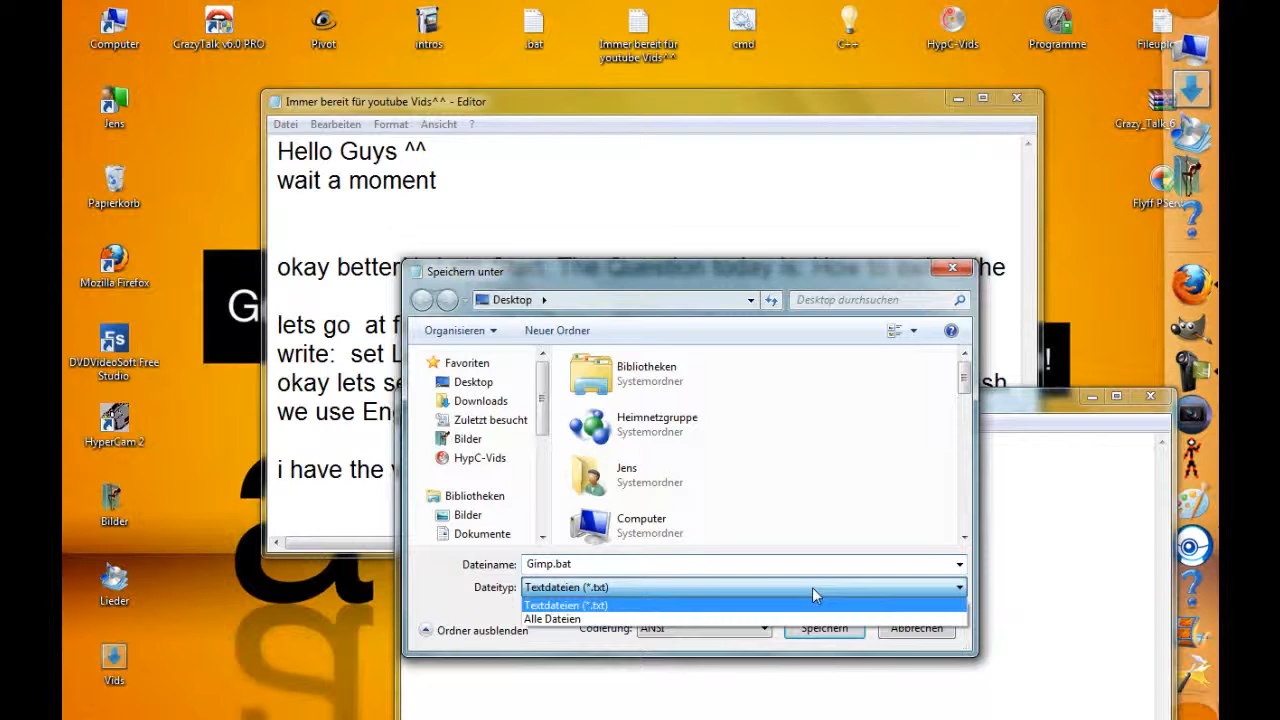 Computer
CrazyTalk v6.0 PRO
Pivot
intros
.bat
Immer bereit für
youtube Vids^^
cmd
C++
HypC-Vids
Programme
Jens
Papierkorb
Mozilla Firefox
DVDVideoSoft Free
Studio
HyperCam 2
Bilder
Lieder
Vids
Immer bereit für youtube Vids^^ - Editor
Datei Bearbeiten Format Ansicht ?
Hello Guys ^^
wait a moment
okay better
lets go at f
write: set L
okay lets se
we use Eng
i have the
Speichern unter
Desktop
Desktop durchsuchen
Organisieren
Neuer Ordner
Favoriten
Desktop
Downloads
Zuletzt besucht
Bilder
HypC-Vids
Bibliotheken
Bilder
Dokumente
Bibliotheken
Systemordner
Heimnetzgruppe
Systemordner
Jens
Systemordner
Computer
Systemordner
Dateiname: Gimp.bat
Dateityp: Textdateien (*.txt)
Textdateien (*.txt)
Alle Dateien
Ordner ausblenden
Codierung: ANSI
Speichern
Abbrechen
Crazy_Talk_6